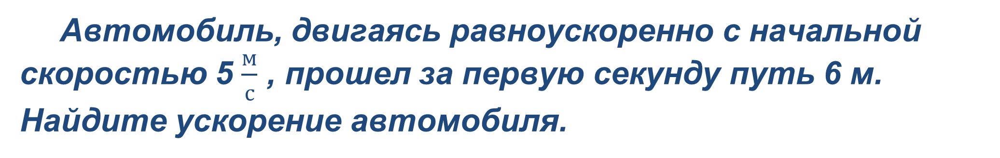 Автомобиль, двигаясь равноускоренно с начальной
скоростью 5 м/с , прошел за первую секунду путь 6 м.
Найдите ускорение автомобиля.